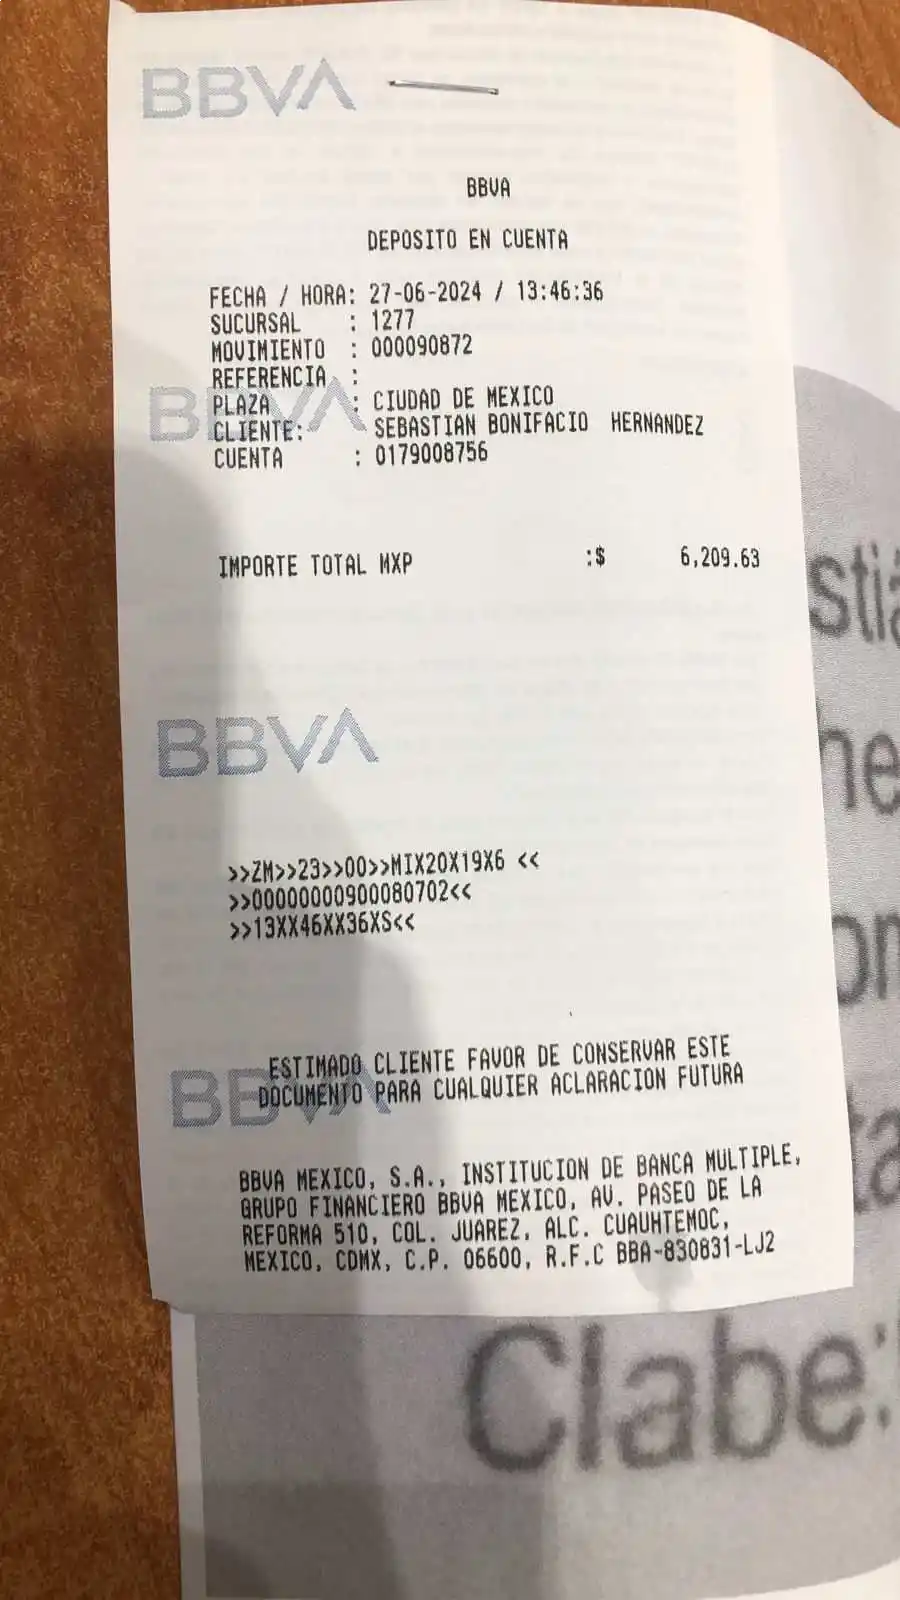 BBVA
BBVA
DEPOSITO EN CUENTA
FECHA / HORA: 27-06-2024 / 13:46:36
SUCURSAL : 1277
MOVIMIENTO : 000090872
REFERENCIA :
BBVA
PLAZA : CIUDAD DE MEXICO
CLIENTE: SEBASTIAN BONIFACIO HERNANDEZ
CUENTA : 0179008756
IMPORTE TOTAL MXP :$ 6,209.63
BBVA
>>ZM>>23>>00>>MIX20X19X6 <<
>>00000000900080702<<
>>13XX46XX36XS<<
ESTIMADO CLIENTE FAVOR DE CONSERVAR ESTE
BBVA
DOCUMENTO PARA CUALQUIER ACLARACION FUTURA
BBVA MEXICO, S.A., INSTITUCION DE BANCA MULTIPLE,
GRUPO FINANCIERO BBVA MEXICO, AV. PASEO DE LA
REFORMA 510, COL. JUAREZ, ALC. CUAUHTEMOC,
MEXICO, CDMX, C.P. 06600, R.F.C BBA-830831-LJ2
Clabe: